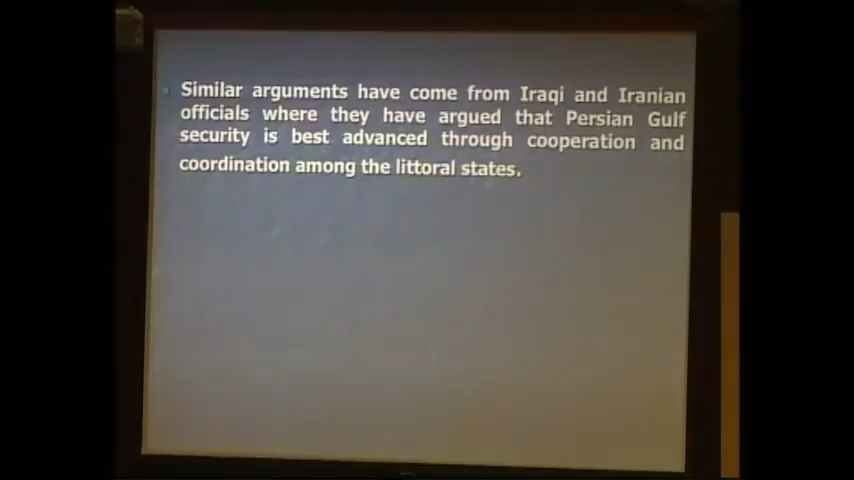 Similar arguments have come from Iraqi and Iranian
officials where they have argued that Persian Gulf
security is best advanced through cooperation and
coordination among the littoral states.